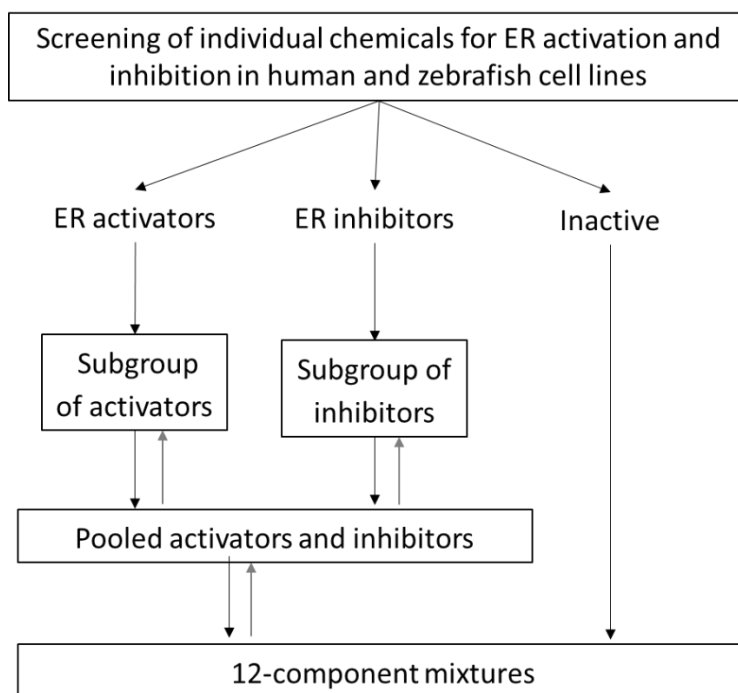 Screening of individual chemicals for ER activation and
inhibition in human and zebrafish cell lines
ER activators
ER inhibitors
Inactive
Subgroup
of activators
Subgroup of
inhibitors
Pooled activators and inhibitors
12-component mixtures